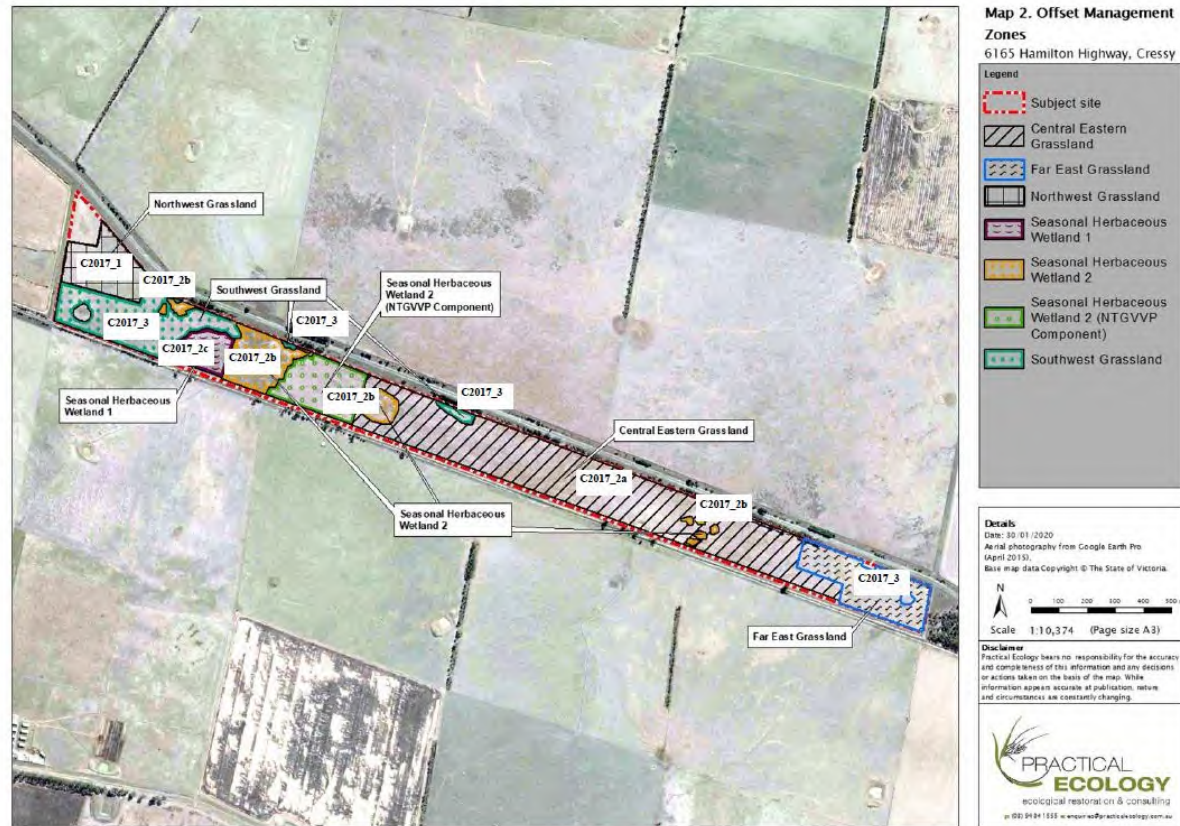 Map 2. Offset Management
Zones
6165 Hamilton Highway, Cressy
Legend
Subject site
Central Eastern
Grassland
Far East Grassland
Northwest Grassland
Seasonal Herbaceous
Wetland 1
Seasonal Herbaceous
Wetland 2
Seasonal Herbaceous
Wetland 2 (NTGVVP
Component)
Southwest Grassland
Northwest Grassland
C2017_1
C2017_2b
Southwest Grassland
Seasonal Herbaceous
Wetland 2
(NTGVVP Component)
C2017_3
C2017_3
C2017_2c
C2017_2b
Seasonal Herbaceous
Wetland 1
C2017_2b
C2017_3
Central Eastern Grassland
C2017_2a
Seasonal Herbaceous
Wetland 2
C2017_2b
C2017_3
Far East Grassland
Details
Date: 30/01/2020
Aerial photography from Google Earth Pro
(April 2015),
Base map data Copyright © The State of Victoria.
N
0 100 200 300 400 500
Scale 1:10,374 (Page size A3)
Disclaimer
Practical Ecology bears no responsibility for the accuracy
and completeness of this information and any decisions
or actions taken on the basis of the map. While
information appears accurate at publication, nature
and circumstances are constantly changing.
PRACTICAL
ECOLOGY
ecological restoration & consulting